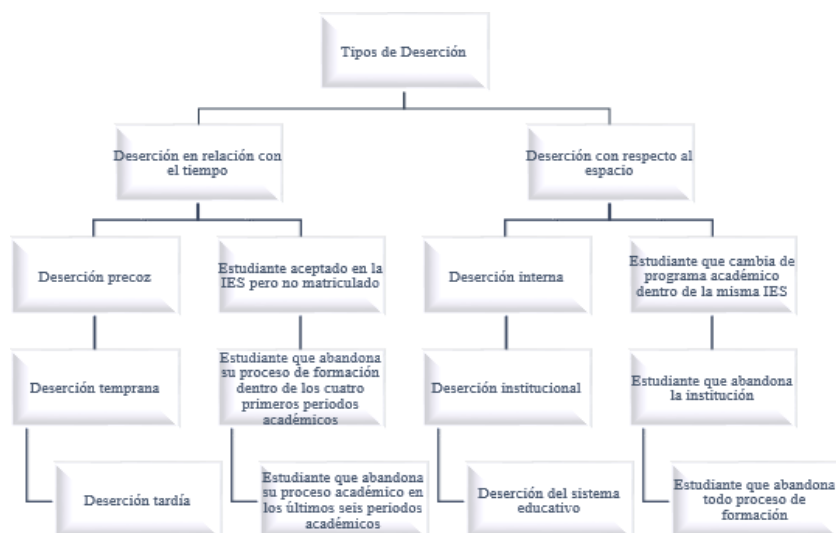 Tipos de Deserción
Deserción en relación con
el tiempo
Deserción con respecto al
espacio
Deserción precoz
Estudiante aceptado en la
IES pero no matriculado
Deserción interna
Estudiante que cambia de
programa académico
dentro de la misma IES
Deserción temprana
Estudiante que abandona
su proceso de formación
dentro de los cuatro
primeros periodos
académicos
Deserción institucional
Estudiante que abandona
la institución
Deserción tardía
Estudiante que abandona
su proceso académico en
los últimos seis periodos
académicos
Deserción del sistema
educativo
Estudiante que abandona
todo proceso de
formación